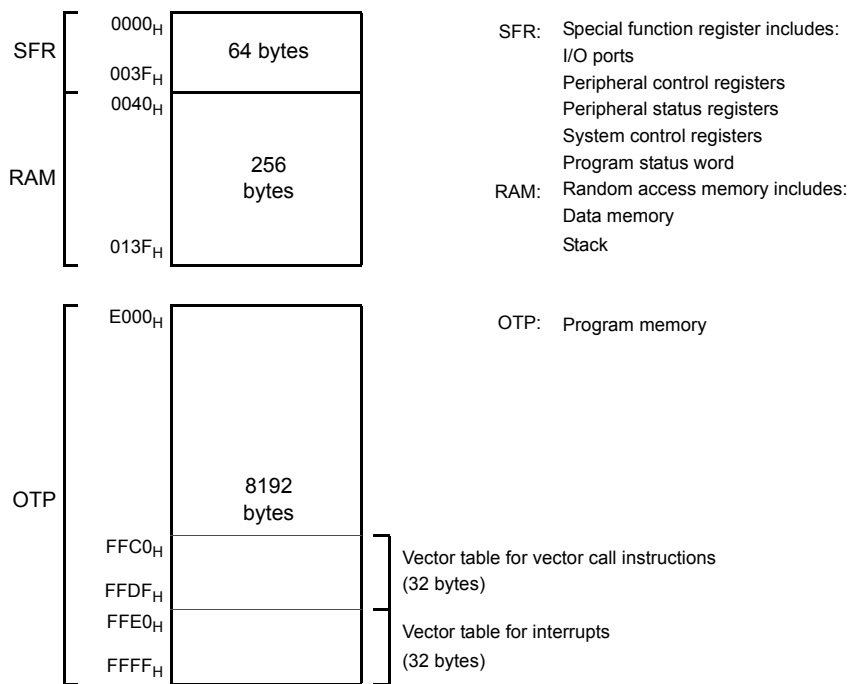 0000H
SFR
64 bytes
003FH
0040H
RAM
256
bytes
013FH
SFR: Special function register includes:
I/O ports
Peripheral control registers
Peripheral status registers
System control registers
Program status word
RAM: Random access memory includes:
Data memory
Stack
E000H
OTP: Program memory
OTP
8192
bytes
FFC0H
Vector table for vector call instructions
(32 bytes)
FFDFH
FFE0H
Vector table for interrupts
(32 bytes)
FFFFH